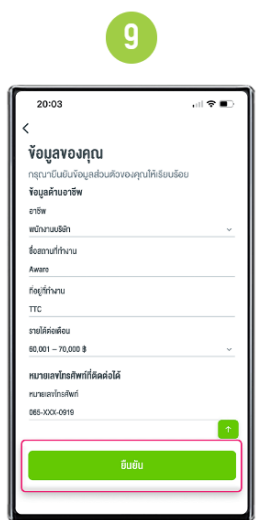 9
20:03
ข้อมูลของคุณ
กรุณายืนยันข้อมูลส่วนตัวของคุณให้เรียบร้อย
ข้อมูลด้านอาชีพ
อาชีพ
พนักงานบริษัท
ชื่อสถานที่ทำงาน
Awaro
ที่อยู่ที่ทำงาน
TTC
รายได้ต่อเดือน
60,001 – 70,000 ฿
หมายเลขโทรศัพท์ที่ติดต่อได้
หมายเลขโทรศัพท์
065-XXX-0919
ยืนยัน